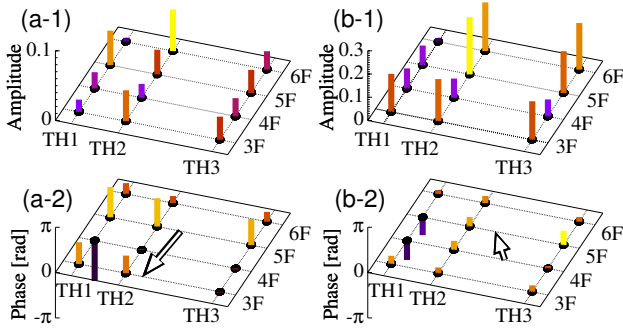 (a-1)
Amplitude
0.1
0
TH1
TH2
TH3
3F
4F
5F
6F
(b-1)
Amplitude
0.3
0.2
0.1
0
TH1
TH2
TH3
3F
4F
5F
6F
(a-2)
Phase [rad]
π
0
-π
TH1
TH2
TH3
3F
4F
5F
6F
(b-2)
Phase [rad]
π
0
-π
TH1
TH2
TH3
3F
4F
5F
6F